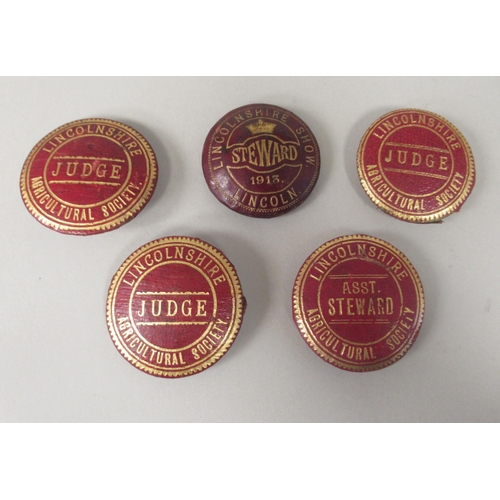 LINCOLNSHIRE
JUDGE
AGRICULTURAL SOCIETY.
LINCOLNSHIRE SHOW
STEWARD
1913.
LINCOLN.
LINCOLNSHIRE
JUDGE
AGRICULTURAL SOCIETY.
LINCOLNSHIRE
JUDGE
AGRICULTURAL SOCIETY.
LINCOLNSHIRE
ASST.
STEWARD
AGRICULTURAL SOCIETY